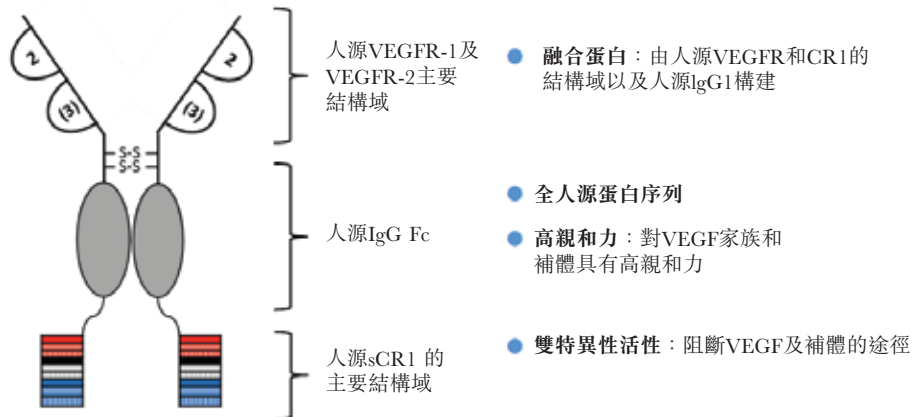 2
2
(3)
(3)
S-S
S-S
人源VEGFR-1及
VEGFR-2主要
結構域
人源IgG Fc
人源sCR1 的
主要結構域
融合蛋白：由人源VEGFR和CR1的
結構域以及人源lgG1構建
全人源蛋白序列
高親和力：對VEGF家族和
補體具有高親和力
雙特異性活性：阻斷VEGF及補體的途徑